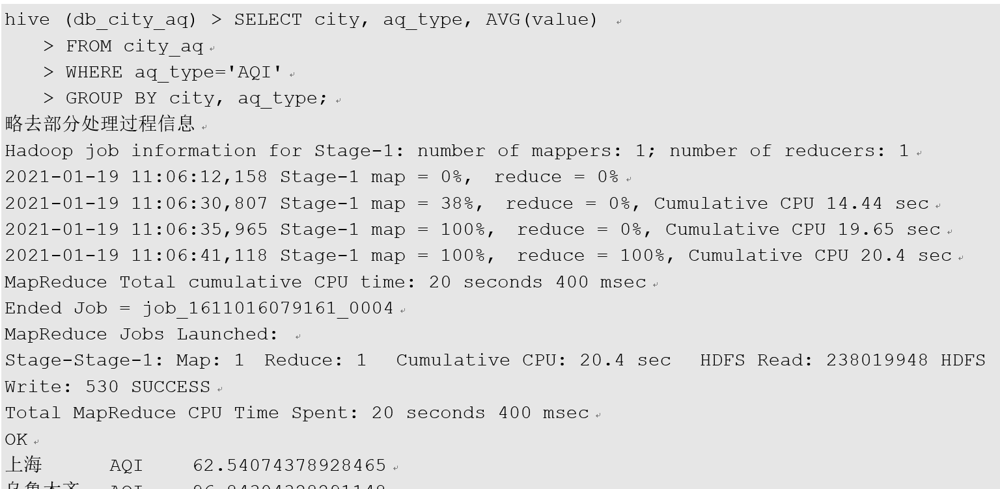 hive (db_city_aq) > SELECT city, aq_type, AVG(value)
> FROM city_aq
> WHERE aq_type='AQI'
> GROUP BY city, aq_type;
略去部分处理过程信息
Hadoop job information for Stage-1: number of mappers: 1; number of reducers: 1
2021-01-19 11:06:12,158 Stage-1 map = 0%,  reduce = 0%
2021-01-19 11:06:30,807 Stage-1 map = 38%,  reduce = 0%, Cumulative CPU 14.44 sec
2021-01-19 11:06:35,965 Stage-1 map = 100%,  reduce = 0%, Cumulative CPU 19.65 sec
2021-01-19 11:06:41,118 Stage-1 map = 100%,  reduce = 100%, Cumulative CPU 20.4 sec
MapReduce Total cumulative CPU time: 20 seconds 400 msec
Ended Job = job_1611016079161_0004
MapReduce Jobs Launched:
Stage-Stage-1: Map: 1  Reduce: 1   Cumulative CPU: 20.4 sec   HDFS Read: 238019948 HDFS
Write: 530 SUCCESS
Total MapReduce CPU Time Spent: 20 seconds 400 msec
OK
上海	AQI	62.54074378928465
乌鲁木齐	AQI